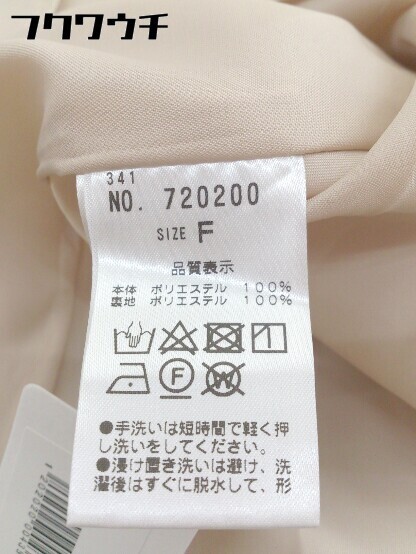 フクワウチ
341
NO. 720200
SIZE F
品質表示
本体 ポリエステル 100%
裏地 ポリエステル 100%
F W
●手洗いは短時間で軽く押
し洗いをしてください。
●浸け置き洗いは避け、洗
濯後はすぐに脱水して、形